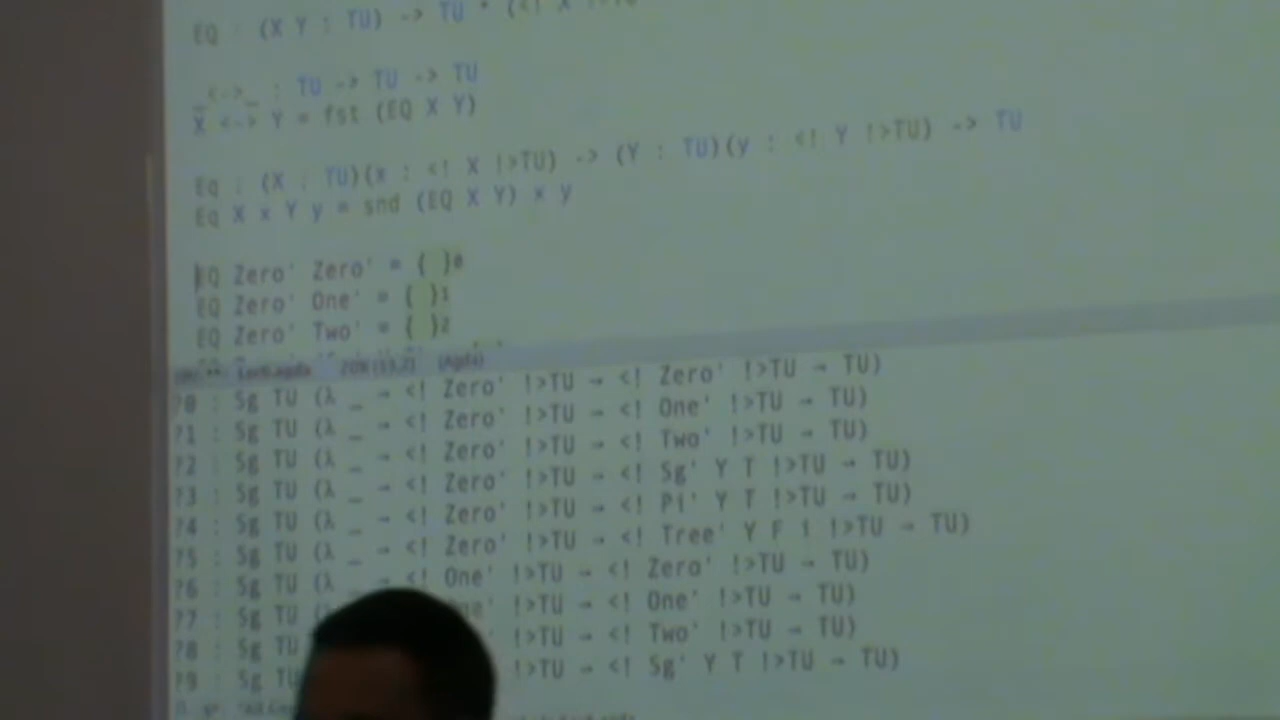 EQ : (X Y : TU) -> TU * (<! X !>TU
_<->_ : TU -> TU -> TU
X <-> Y = fst (EQ X Y)
Eq : (X : TU)(x : <! X !>TU) -> (Y : TU)(y : <! Y !>TU) -> TU
Eq X x Y y = snd (EQ X Y) x y
EQ Zero' Zero' = { }0
EQ Zero' One' = { }1
EQ Zero' Two' = { }2
(Agda)
?0 : Sg TU (λ _ → <! Zero' !>TU → <! Zero' !>TU → TU)
?1 : Sg TU (λ _ → <! Zero' !>TU → <! One' !>TU → TU)
?2 : Sg TU (λ _ → <! Zero' !>TU → <! Two' !>TU → TU)
?3 : Sg TU (λ _ → <! Zero' !>TU → <! Sg' Y T !>TU → TU)
?4 : Sg TU (λ _ → <! Zero' !>TU → <! Pi' Y T !>TU → TU)
?5 : Sg TU (λ _ → <! Zero' !>TU → <! Tree' Y F i !>TU → TU)
?6 : Sg TU (λ _ → <! One' !>TU → <! Zero' !>TU → TU)
?7 : Sg TU !>TU → <! One' !>TU → TU)
?8 : Sg TU !>TU → <! Two' !>TU → TU)
?9 : Sg TU !>TU → <! Sg' Y T !>TU → TU)